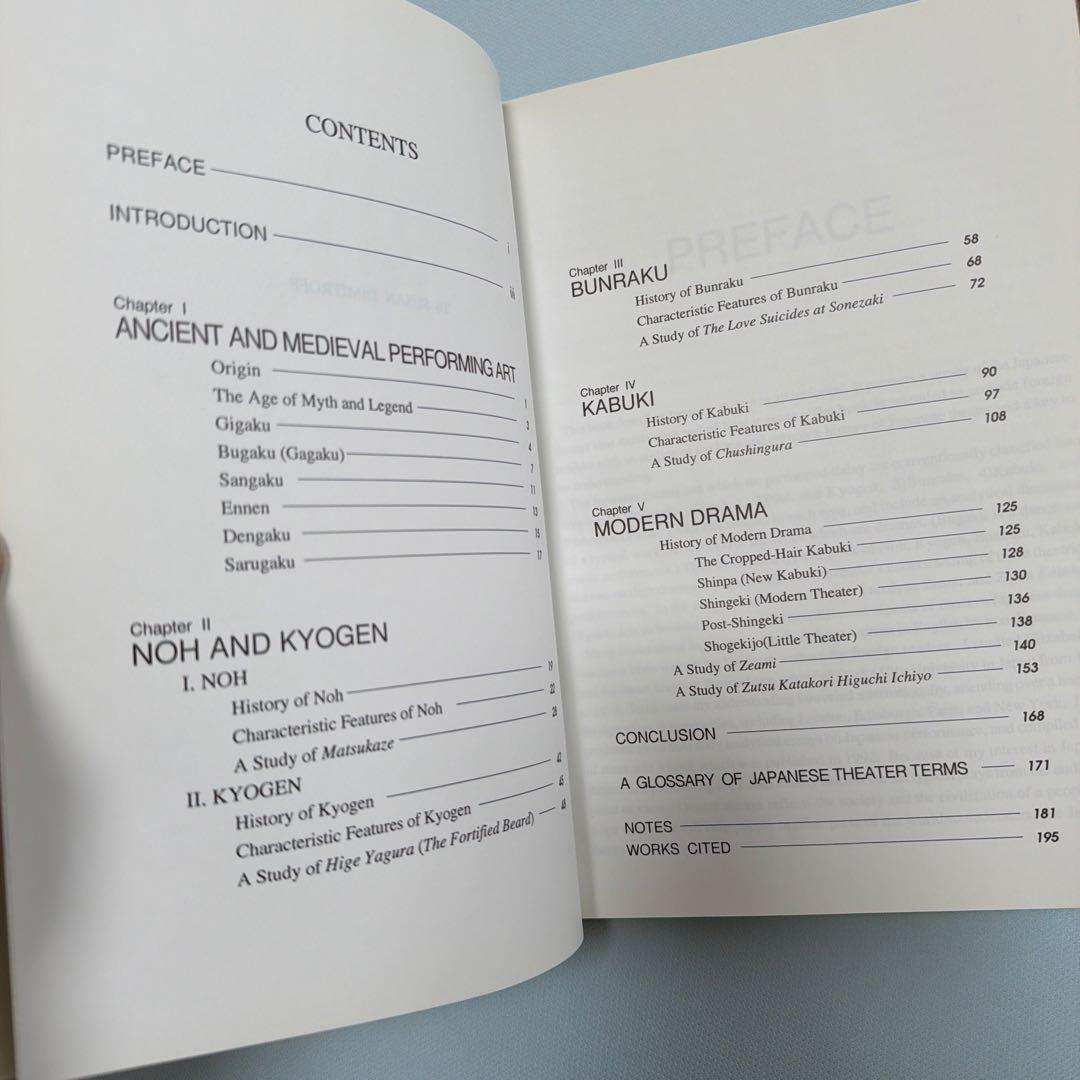 CONTENTS
PREFACE i
INTRODUCTION iii
Chapter I
ANCIENT AND MEDIEVAL PERFORMING ART
Origin 1
The Age of Myth and Legend 3
Gigaku 4
Bugaku (Gagaku) 7
Sangaku 11
Ennen 13
Dengaku 15
Sarugaku 17
Chapter II
NOH AND KYOGEN
I. NOH
History of Noh 19
Characteristic Features of Noh 22
A Study of Matsukaze 28
II. KYOGEN
History of Kyogen 42
Characteristic Features of Kyogen 45
A Study of Hige Yagura (The Fortified Beard) 48
PREFACE
Chapter III
BUNRAKU
History of Bunraku 58
Characteristic Features of Bunraku 68
A Study of The Love Suicides at Sonezaki 72
Chapter IV
KABUKI
History of Kabuki 90
Characteristic Features of Kabuki 97
A Study of Chushingura 108
Chapter V
MODERN DRAMA
History of Modern Drama 125
The Cropped-Hair Kabuki 125
Shinpa (New Kabuki) 128
Shingeki (Modern Theater) 130
Post-Shingeki 136
Shogekijo(Little Theater) 138
A Study of Zeami 140
A Study of Zutsu Katakori Higuchi Ichiyo 153
CONCLUSION 168
A GLOSSARY OF JAPANESE THEATER TERMS 171
NOTES 181
WORKS CITED 195